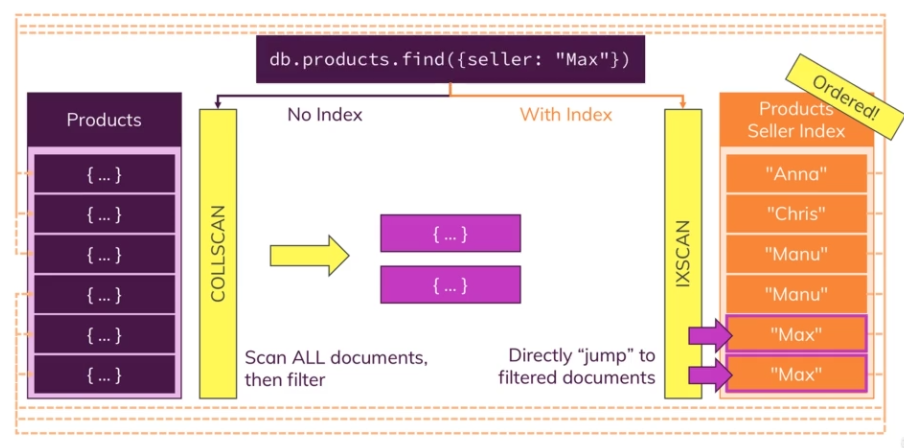 db.products.find({seller: "Max"})
No Index
With Index
Products
{ ... }
{ ... }
{ ... }
{ ... }
{ ... }
{ ... }
COLLSCAN
Scan ALL documents,
then filter
{ ... }
{ ... }
Directly “jump” to
filtered documents
IXSCAN
Ordered!
Products
Seller Index
"Anna"
"Chris"
"Manu"
"Manu"
"Max"
"Max"